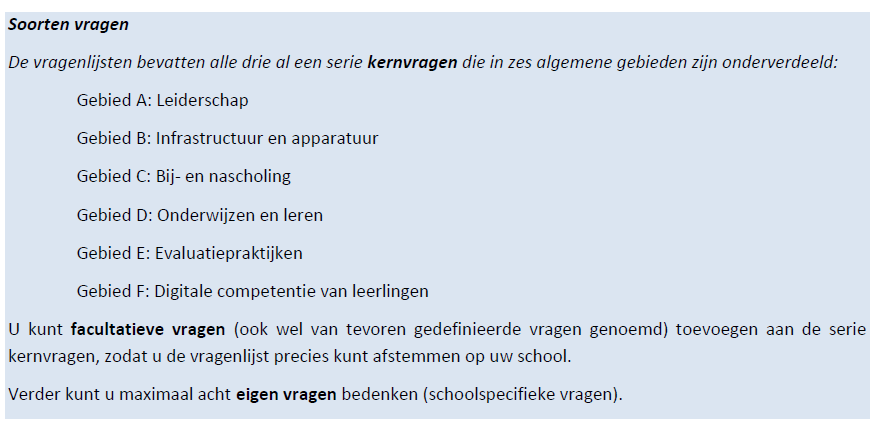 Soorten vragen
De vragenlijsten bevatten alle drie al een serie kernvragen die in zes algemene gebieden zijn onderverdeeld:
Gebied A: Leiderschap
Gebied B: Infrastructuur en apparatuur
Gebied C: Bij- en nascholing
Gebied D: Onderwijzen en leren
Gebied E: Evaluatiepraktijken
Gebied F: Digitale competentie van leerlingen
U kunt facultatieve vragen (ook wel van tevoren gedefinieerde vragen genoemd) toevoegen aan de serie
kernvragen, zodat u de vragenlijst precies kunt afstemmen op uw school.
Verder kunt u maximaal acht eigen vragen bedenken (schoolspecifieke vragen).